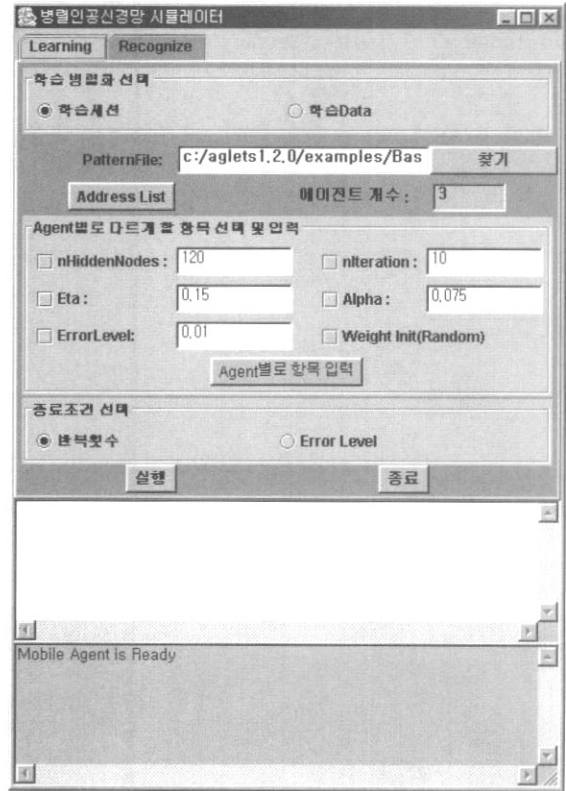 병렬인공신경망 시뮬레이터
Learning Recognize
학습 병렬화 선택
학습세션 학습Data
PatternFile: c:/aglets1.2.0/examples/Bas 찾기
Address List 에이전트 개수 : 3
Agent별로 다르게 할 항목 선택 및 입력
nHiddenNodes : 120 nIteration : 10
Eta : 0.15 Alpha : 0.075
ErrorLevel: 0.01 Weight Init(Random)
Agent별로 항목 입력
종료조건 선택
반복횟수 Error Level
실행 종료
Mobile Agent is Ready